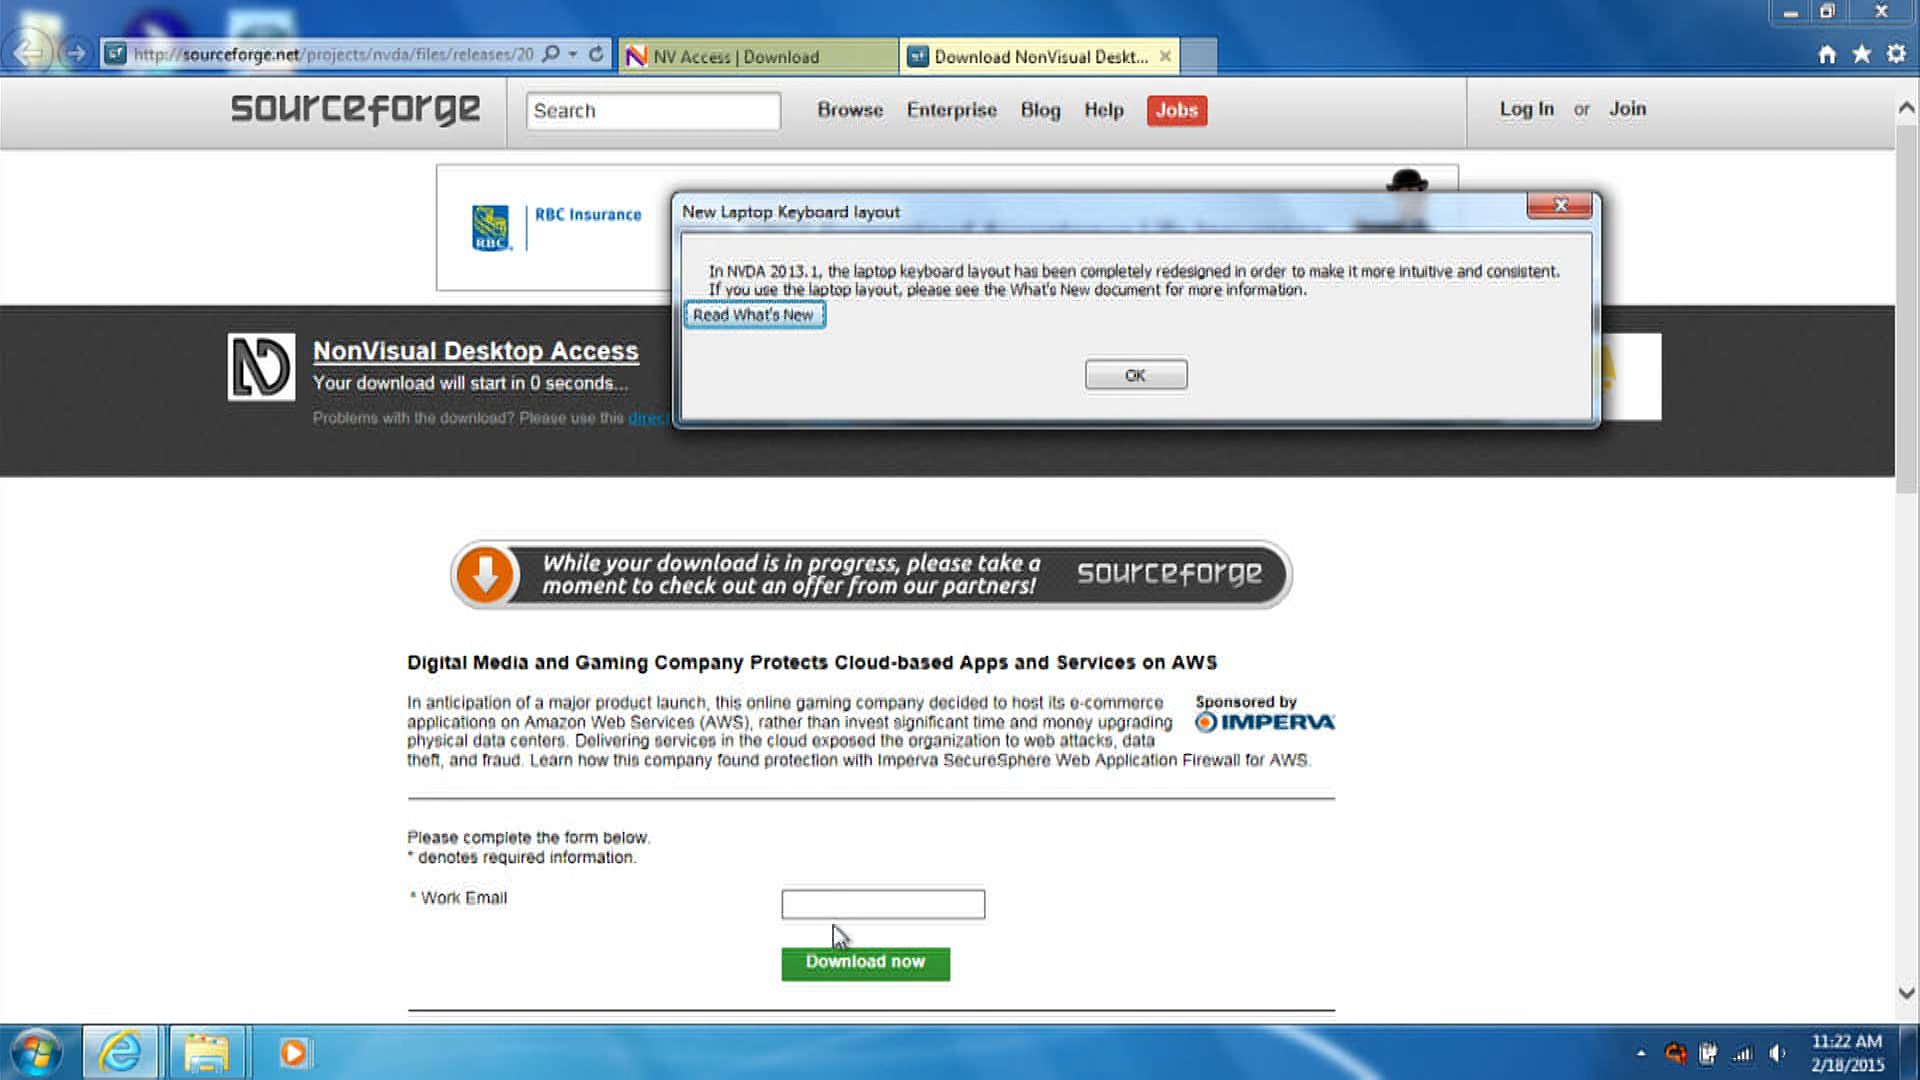 http://sourceforge.net/projects/nvda/files/releases/20
NV Access | Download
Download NonVisual Deskt...
sourceforge
Search
Browse
Enterprise
Blog
Help
Jobs
Log In or Join
RBC
RBC Insurance
New Laptop Keyboard layout
In NVDA 2013.1, the laptop keyboard layout has been completely redesigned in order to make it more intuitive and consistent.
If you use the laptop layout, please see the What's New document for more information.
Read What's New
OK
NonVisual Desktop Access
Your download will start in 0 seconds...
Problems with the download? Please use this direct
While your download is in progress, please take a
moment to check out an offer from our partners!
sourceforge
Digital Media and Gaming Company Protects Cloud-based Apps and Services on AWS
In anticipation of a major product launch, this online gaming company decided to host its e-commerce
applications on Amazon Web Services (AWS), rather than invest significant time and money upgrading
physical data centers. Delivering services in the cloud exposed the organization to web attacks, data
theft, and fraud. Learn how this company found protection with Imperva SecureSphere Web Application Firewall for AWS.
Sponsored by
IMPERVA
Please complete the form below.
* denotes required information.
* Work Email
Download now
11:22 AM
2/18/2015